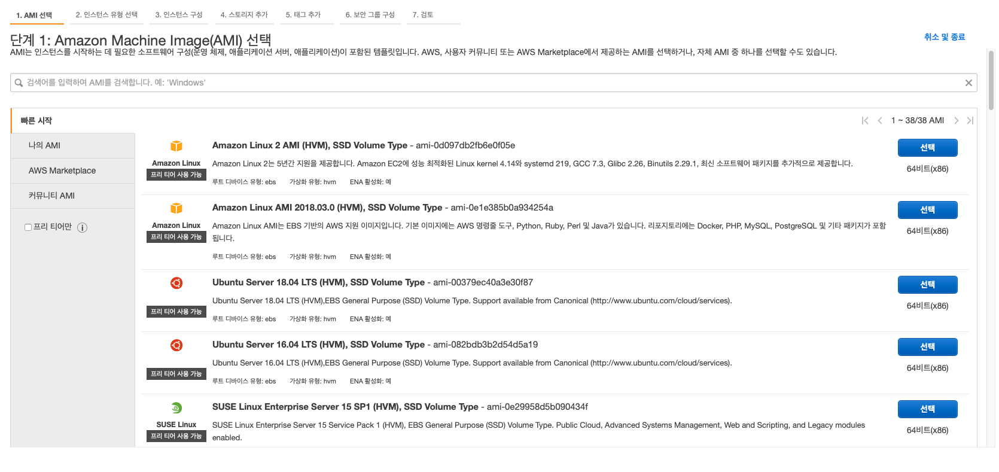 1. AMI 선택 2. 인스턴스 유형 선택 3. 인스턴스 구성 4. 스토리지 추가 5. 태그 추가 6. 보안 그룹 구성 7. 검토
단계 1: Amazon Machine Image(AMI) 선택
취소 및 종료
AMI는 인스턴스를 시작하는 데 필요한 소프트웨어 구성(운영 체제, 애플리케이션 서버, 애플리케이션)이 포함된 템플릿입니다. AWS, 사용자 커뮤니티 또는 AWS Marketplace에서 제공하는 AMI를 선택하거나, 자체 AMI 중 하나를 선택할 수도 있습니다.
검색어를 입력하여 AMI를 검색합니다. 예: 'Windows'
빠른 시작
나의 AMI
AWS Marketplace
커뮤니티 AMI
프리 티어만
1 ~ 38/38 AMI
Amazon Linux
프리 티어 사용 가능
Amazon Linux 2 AMI (HVM), SSD Volume Type - ami-0d097db2fb6e0f05e
Amazon Linux 2는 5년간 지원을 제공합니다. Amazon EC2에 성능 최적화된 Linux kernel 4.14와 systemd 219, GCC 7.3, Glibc 2.26, Binutils 2.29.1, 최신 소프트웨어 패키지를 추가적으로 제공합니다.
루트 디바이스 유형: ebs 가상화 유형: hvm ENA 활성화: 예
선택
64비트(x86)
Amazon Linux
프리 티어 사용 가능
Amazon Linux AMI 2018.03.0 (HVM), SSD Volume Type - ami-0e1e385b0a934254a
Amazon Linux AMI는 EBS 기반의 AWS 지원 이미지입니다. 기본 이미지에는 AWS 명령줄 도구, Python, Ruby, Perl 및 Java가 있습니다. 리포지토리에는 Docker, PHP, MySQL, PostgreSQL 및 기타 패키지가 포함
됩니다.
루트 디바이스 유형: ebs 가상화 유형: hvm ENA 활성화: 예
선택
64비트(x86)
프리 티어 사용 가능
Ubuntu Server 18.04 LTS (HVM), SSD Volume Type - ami-00379ec40a3e30f87
Ubuntu Server 18.04 LTS (HVM),EBS General Purpose (SSD) Volume Type. Support available from Canonical (http://www.ubuntu.com/cloud/services).
루트 디바이스 유형: ebs 가상화 유형: hvm ENA 활성화: 예
선택
64비트(x86)
프리 티어 사용 가능
Ubuntu Server 16.04 LTS (HVM), SSD Volume Type - ami-082bdb3b2d54d5a19
Ubuntu Server 16.04 LTS (HVM),EBS General Purpose (SSD) Volume Type. Support available from Canonical (http://www.ubuntu.com/cloud/services).
루트 디바이스 유형: ebs 가상화 유형: hvm ENA 활성화: 예
선택
64비트(x86)
SUSE Linux
프리 티어 사용 가능
SUSE Linux Enterprise Server 15 SP1 (HVM), SSD Volume Type - ami-0e29958d5b090434f
SUSE Linux Enterprise Server 15 Service Pack 1 (HVM), EBS General Purpose (SSD) Volume Type. Public Cloud, Advanced Systems Management, Web and Scripting, and Legacy modules
enabled.
선택
64비트(x86)